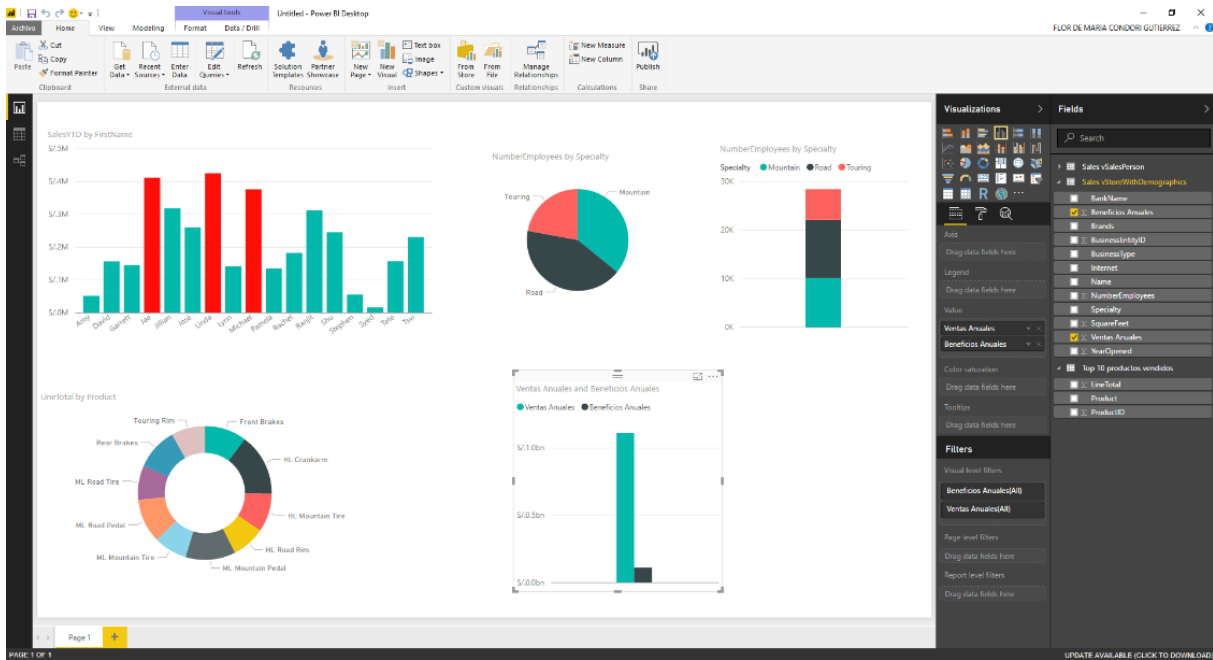 Visual tools
Untitled - Power BI Desktop
Archivo Home View Modeling Format Data / Drill
FLOR DE MARIA CONDORI GUTIERREZ
Paste
Cut
Copy
Format Painter
Clipboard
Get Data
Recent Sources
Enter Data
Edit Queries
Refresh
External data
Solution Templates
Partner Showcase
Resources
New Page
New Visual
Text box
Image
Shapes
Insert
From Store
From File
Custom visuals
Manage Relationships
Relationships
New Measure
New Column
Calculations
Publish
Share
SalesYTD by FirstName
S/.5M
S/.4M
S/.3M
S/.2M
S/.1M
S/.0M
Amy David Garrett Jae Jillian José Linda Lynn Michael Pamela Rachel Ranjit Shu Stephen Syed Tete Tsvi
NumberEmployees by Specialty
Touring
Mountain
Road
NumberEmployees by Specialty
Specialty Mountain Road Touring
30K
20K
10K
0K
LineTotal by Product
Touring Rim
Front Brakes
Rear Brakes
HL Crankarm
ML Road Tire
HL Mountain Tire
ML Road Pedal
HL Road Rim
ML Mountain Tire
ML Mountain Pedal
Ventas Anuales and Beneficios Anuales
Ventas Anuales Beneficios Anuales
S/.1.0bn
S/.0.5bn
S/.0.0bn
Visualizations
R
Axis
Drag data fields here
Legend
Drag data fields here
Value
Ventas Anuales
Beneficios Anuales
Color saturation
Drag data fields here
Tooltips
Drag data fields here
Filters
Visual level filters
Beneficios Anuales(All)
Ventas Anuales(All)
Page level filters
Drag data fields here
Report level filters
Drag data fields here
Fields
Search
Sales vSalesPerson
Sales vStoreWithDemographics
BankName
Beneficios Anuales
Brands
BusinessEntityID
BusinessType
Internet
Name
NumberEmployees
Specialty
SquareFeet
Ventas Anuales
YearOpened
Top 10 productos vendidos
LineTotal
Product
ProductID
Page 1
PAGE 1 OF 1
UPDATE AVAILABLE (CLICK TO DOWNLOAD)